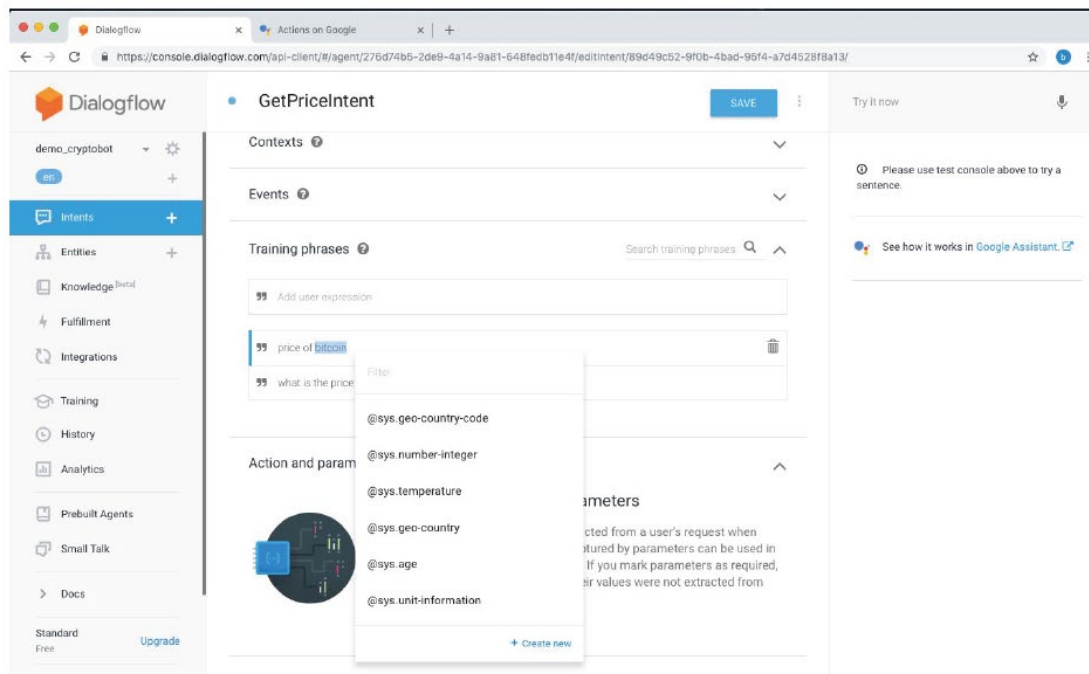 Dialogflow
Actions on Google
https://console.dialogflow.com/api-client/#/agent/276d74b5-2de9-4a14-9a81-648fedb11e4f/editIntent/89d49c52-9f0b-4bad-95f4-a7d4528f8a13/
b
Dialogflow
GetPriceIntent
SAVE
Try it now
demo_cryptobot
en
Contexts
Please use test console above to try a
sentence.
Events
Intents
Training phrases
Search training phrases
See how it works in Google Assistant.
Entities
Knowledge [beta]
Add user expression
Fulfillment
price of bitcoin
Integrations
Filter
what is the price
Training
@sys.geo-country-code
History
@sys.number-integer
Action and param
Analytics
@sys.temperature
ameters
Prebuilt Agents
@sys.geo-country
cted from a user's request when
Small Talk
ptured by parameters can be used in
@sys.age
If you mark parameters as required,
eir values were not extracted from
Docs
@sys.unit-information
Standard
Free
Upgrade
+ Create new